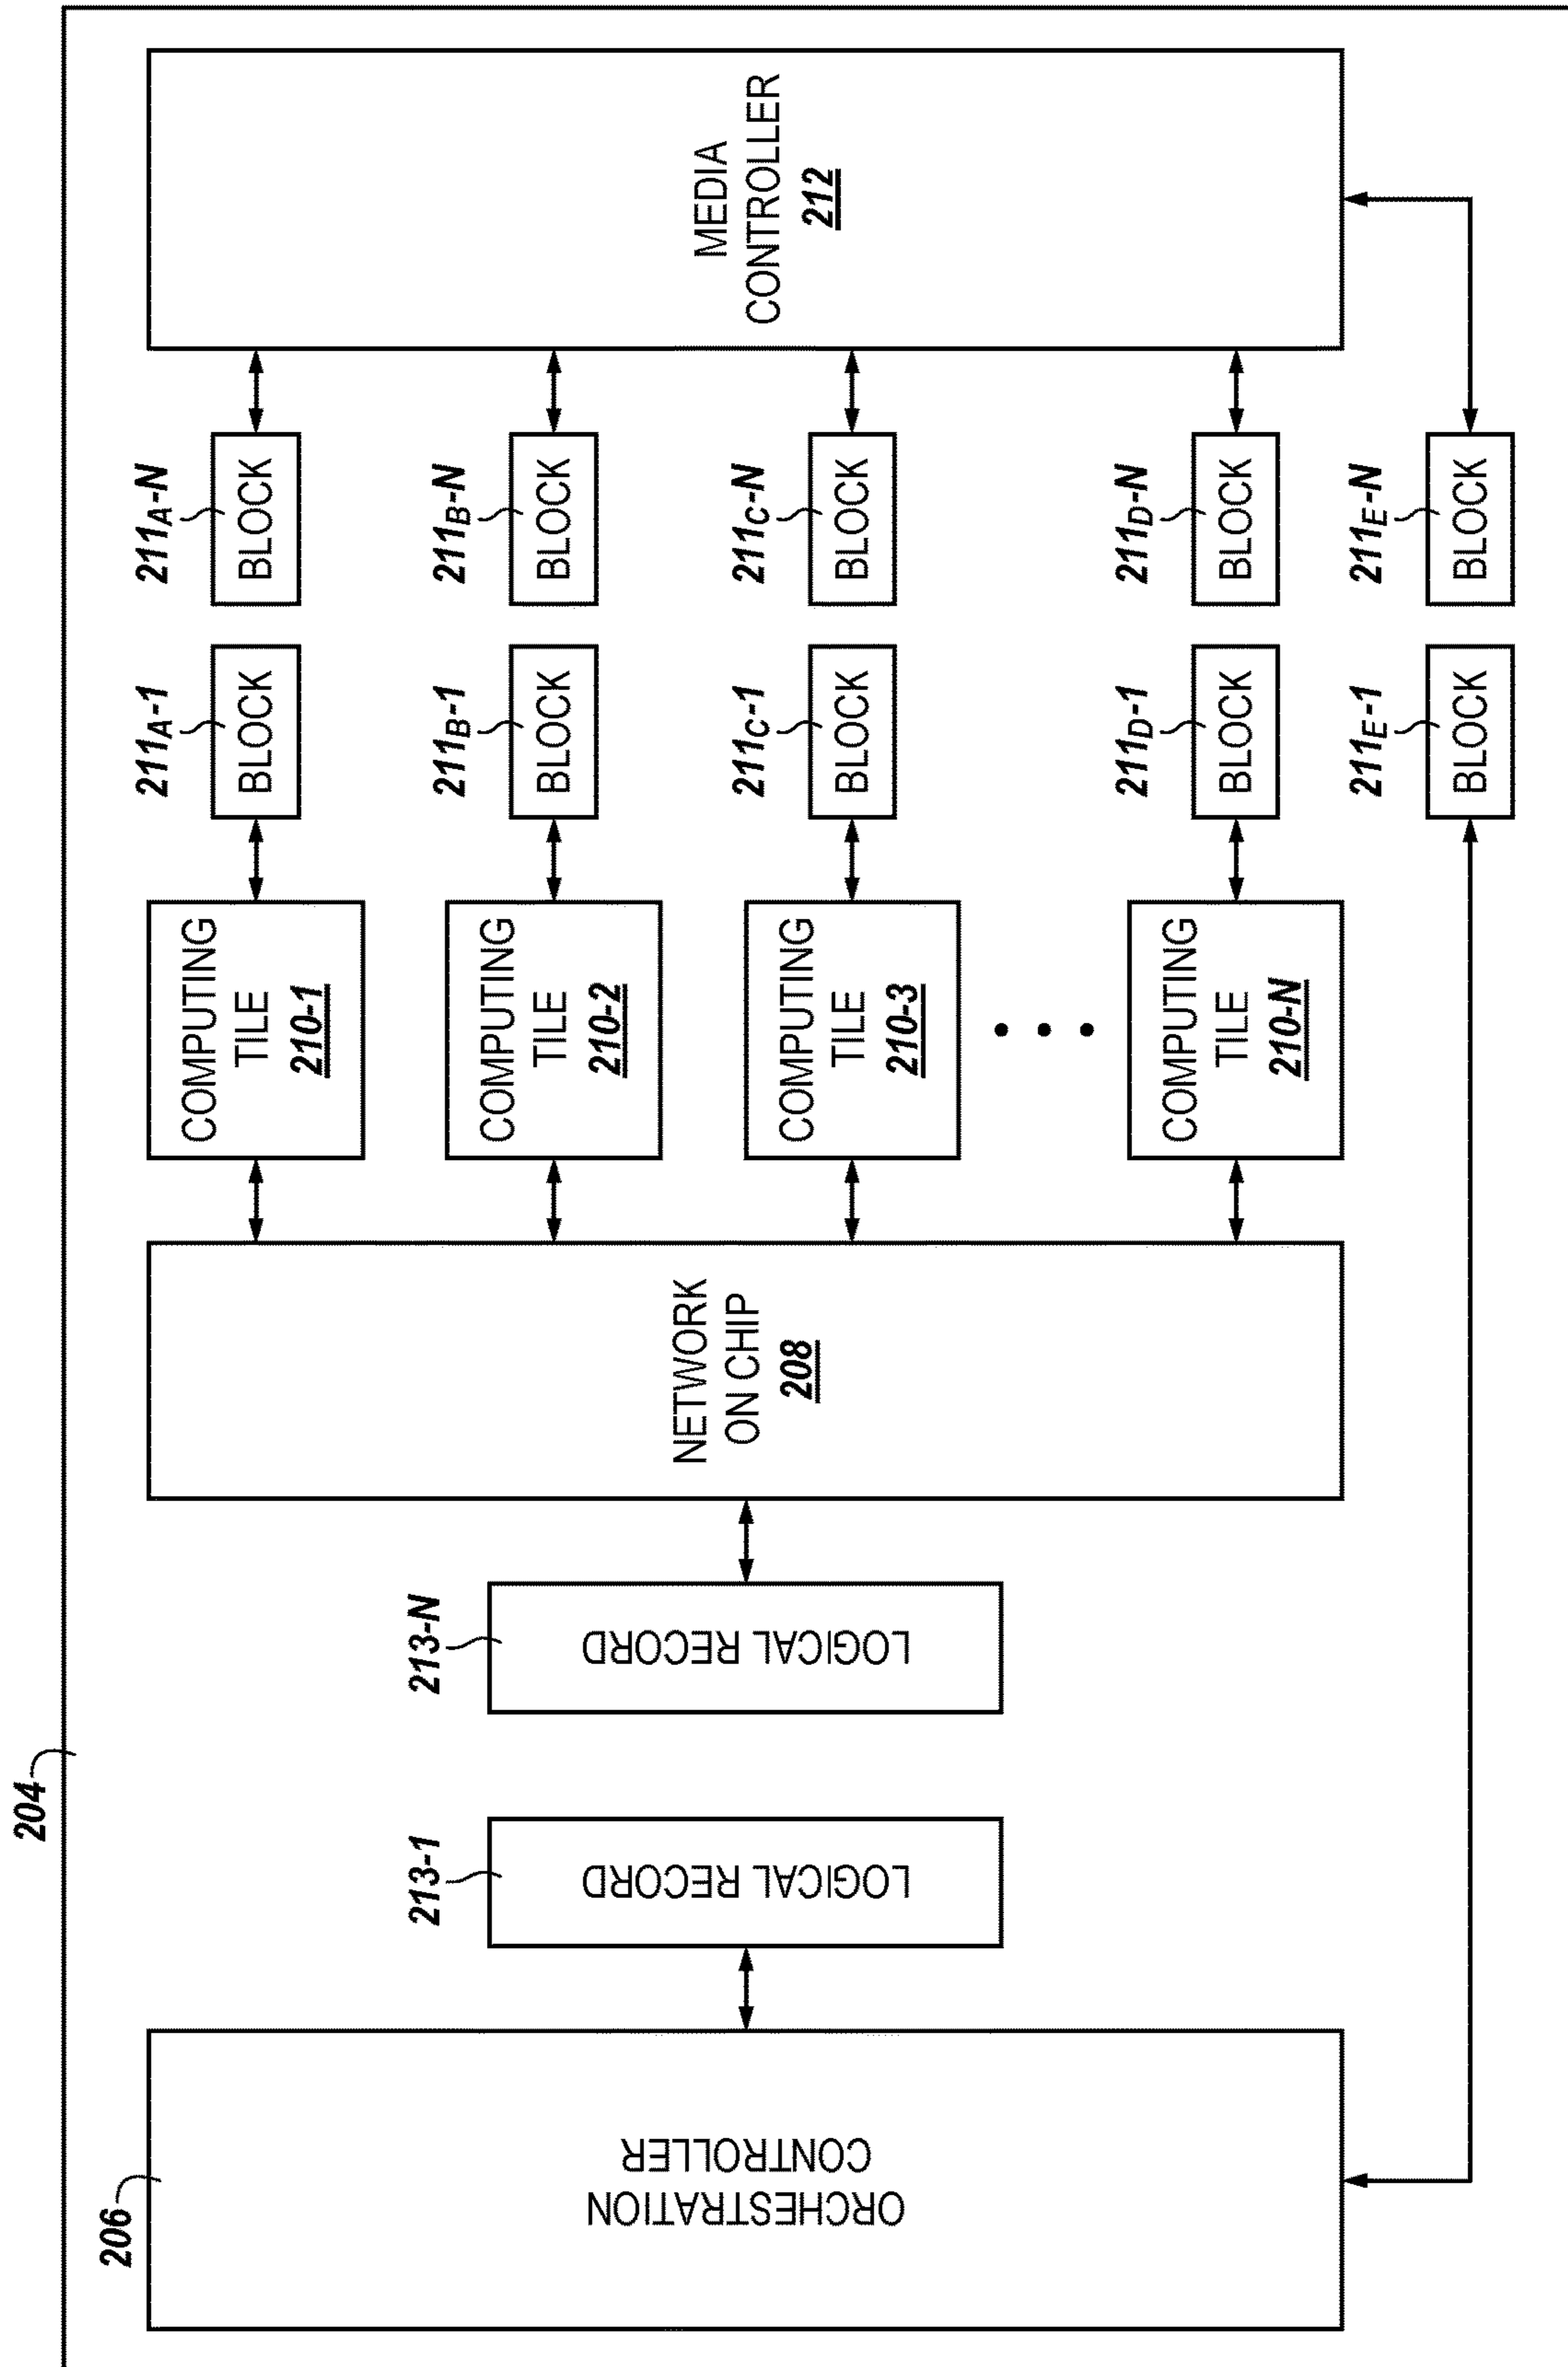 204
206
ORCHESTRATION
CONTROLLER
213-1
LOGICAL RECORD
213-N
LOGICAL RECORD
NETWORK
ON CHIP
208
COMPUTING
TILE
210-1
COMPUTING
TILE
210-2
COMPUTING
TILE
210-3
COMPUTING
TILE
210-N
211A-1
BLOCK
211B-1
BLOCK
211C-1
BLOCK
211D-1
BLOCK
211E-1
BLOCK
211A-N
BLOCK
211B-N
BLOCK
211C-N
BLOCK
211D-N
BLOCK
211E-N
BLOCK
MEDIA
CONTROLLER
212